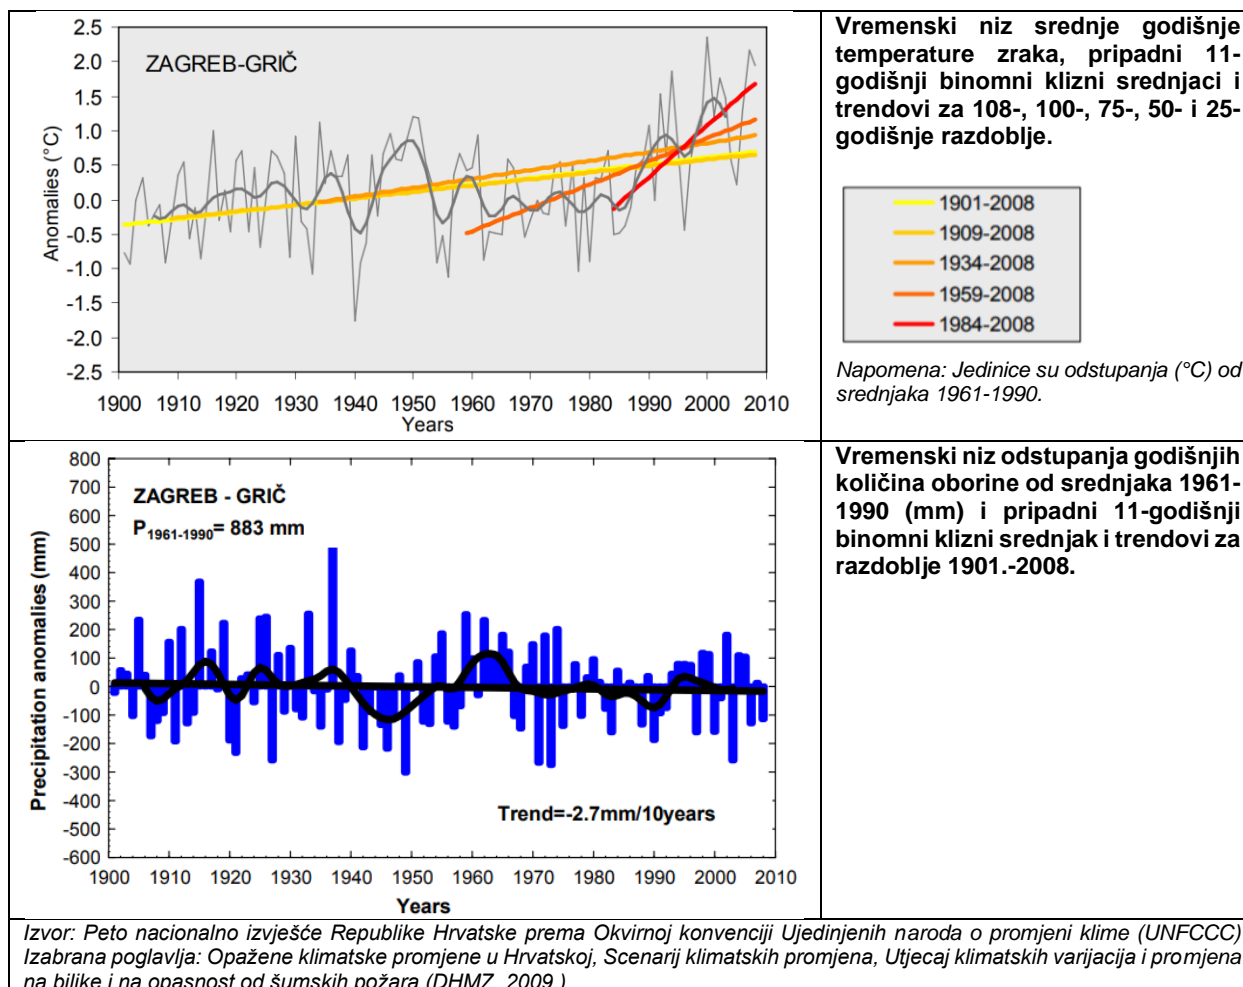 2.5
2.0
1.5
1.0
0.5
0.0
-0.5
-1.0
-1.5
-2.0
-2.5
Anomalies (°C)
ZAGREB-GRIČ
1900 1910 1920 1930 1940 1950 1960 1970 1980 1990 2000 2010
Years
Vremenski niz srednje godišnje
temperature zraka, pripadni 11-
godišnji binomni klizni srednjaci i
trendovi za 108-, 100-, 75-, 50- i 25-
godišnje razdoblje.
1901-2008
1909-2008
1934-2008
1959-2008
1984-2008
Napomena: Jedinice su odstupanja (°C) od
srednjaka 1961-1990.
800
700
600
500
400
300
200
100
0
-100
-200
-300
-400
-500
-600
Precipitation anomalies (mm)
ZAGREB - GRIČ
P1961-1990= 883 mm
Trend=-2.7mm/10years
1900 1910 1920 1930 1940 1950 1960 1970 1980 1990 2000 2010
Years
Vremenski niz odstupanja godišnjih
količina oborine od srednjaka 1961-
1990 (mm) i pripadni 11-godišnji
binomni klizni srednjak i trendovi za
razdoblje 1901.-2008.
Izvor: Peto nacionalno izvješće Republike Hrvatske prema Okvirnoj konvenciji Ujedinjenih naroda o promjeni klime (UNFCCC)
Izabrana poglavlja: Opažene klimatske promjene u Hrvatskoj, Scenarij klimatskih promjena, Utjecaj klimatskih varijacija i promjena
na biljke i na opasnost od šumskih požara (DHMZ, 2009.)